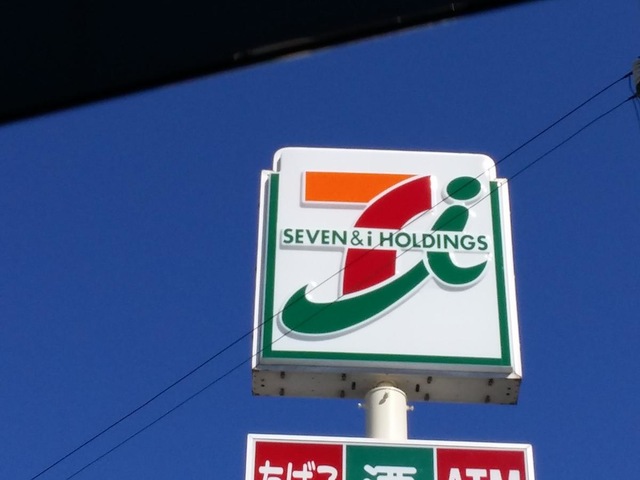 SEVEN & i HOLDINGS
たばこ 酒 ATM